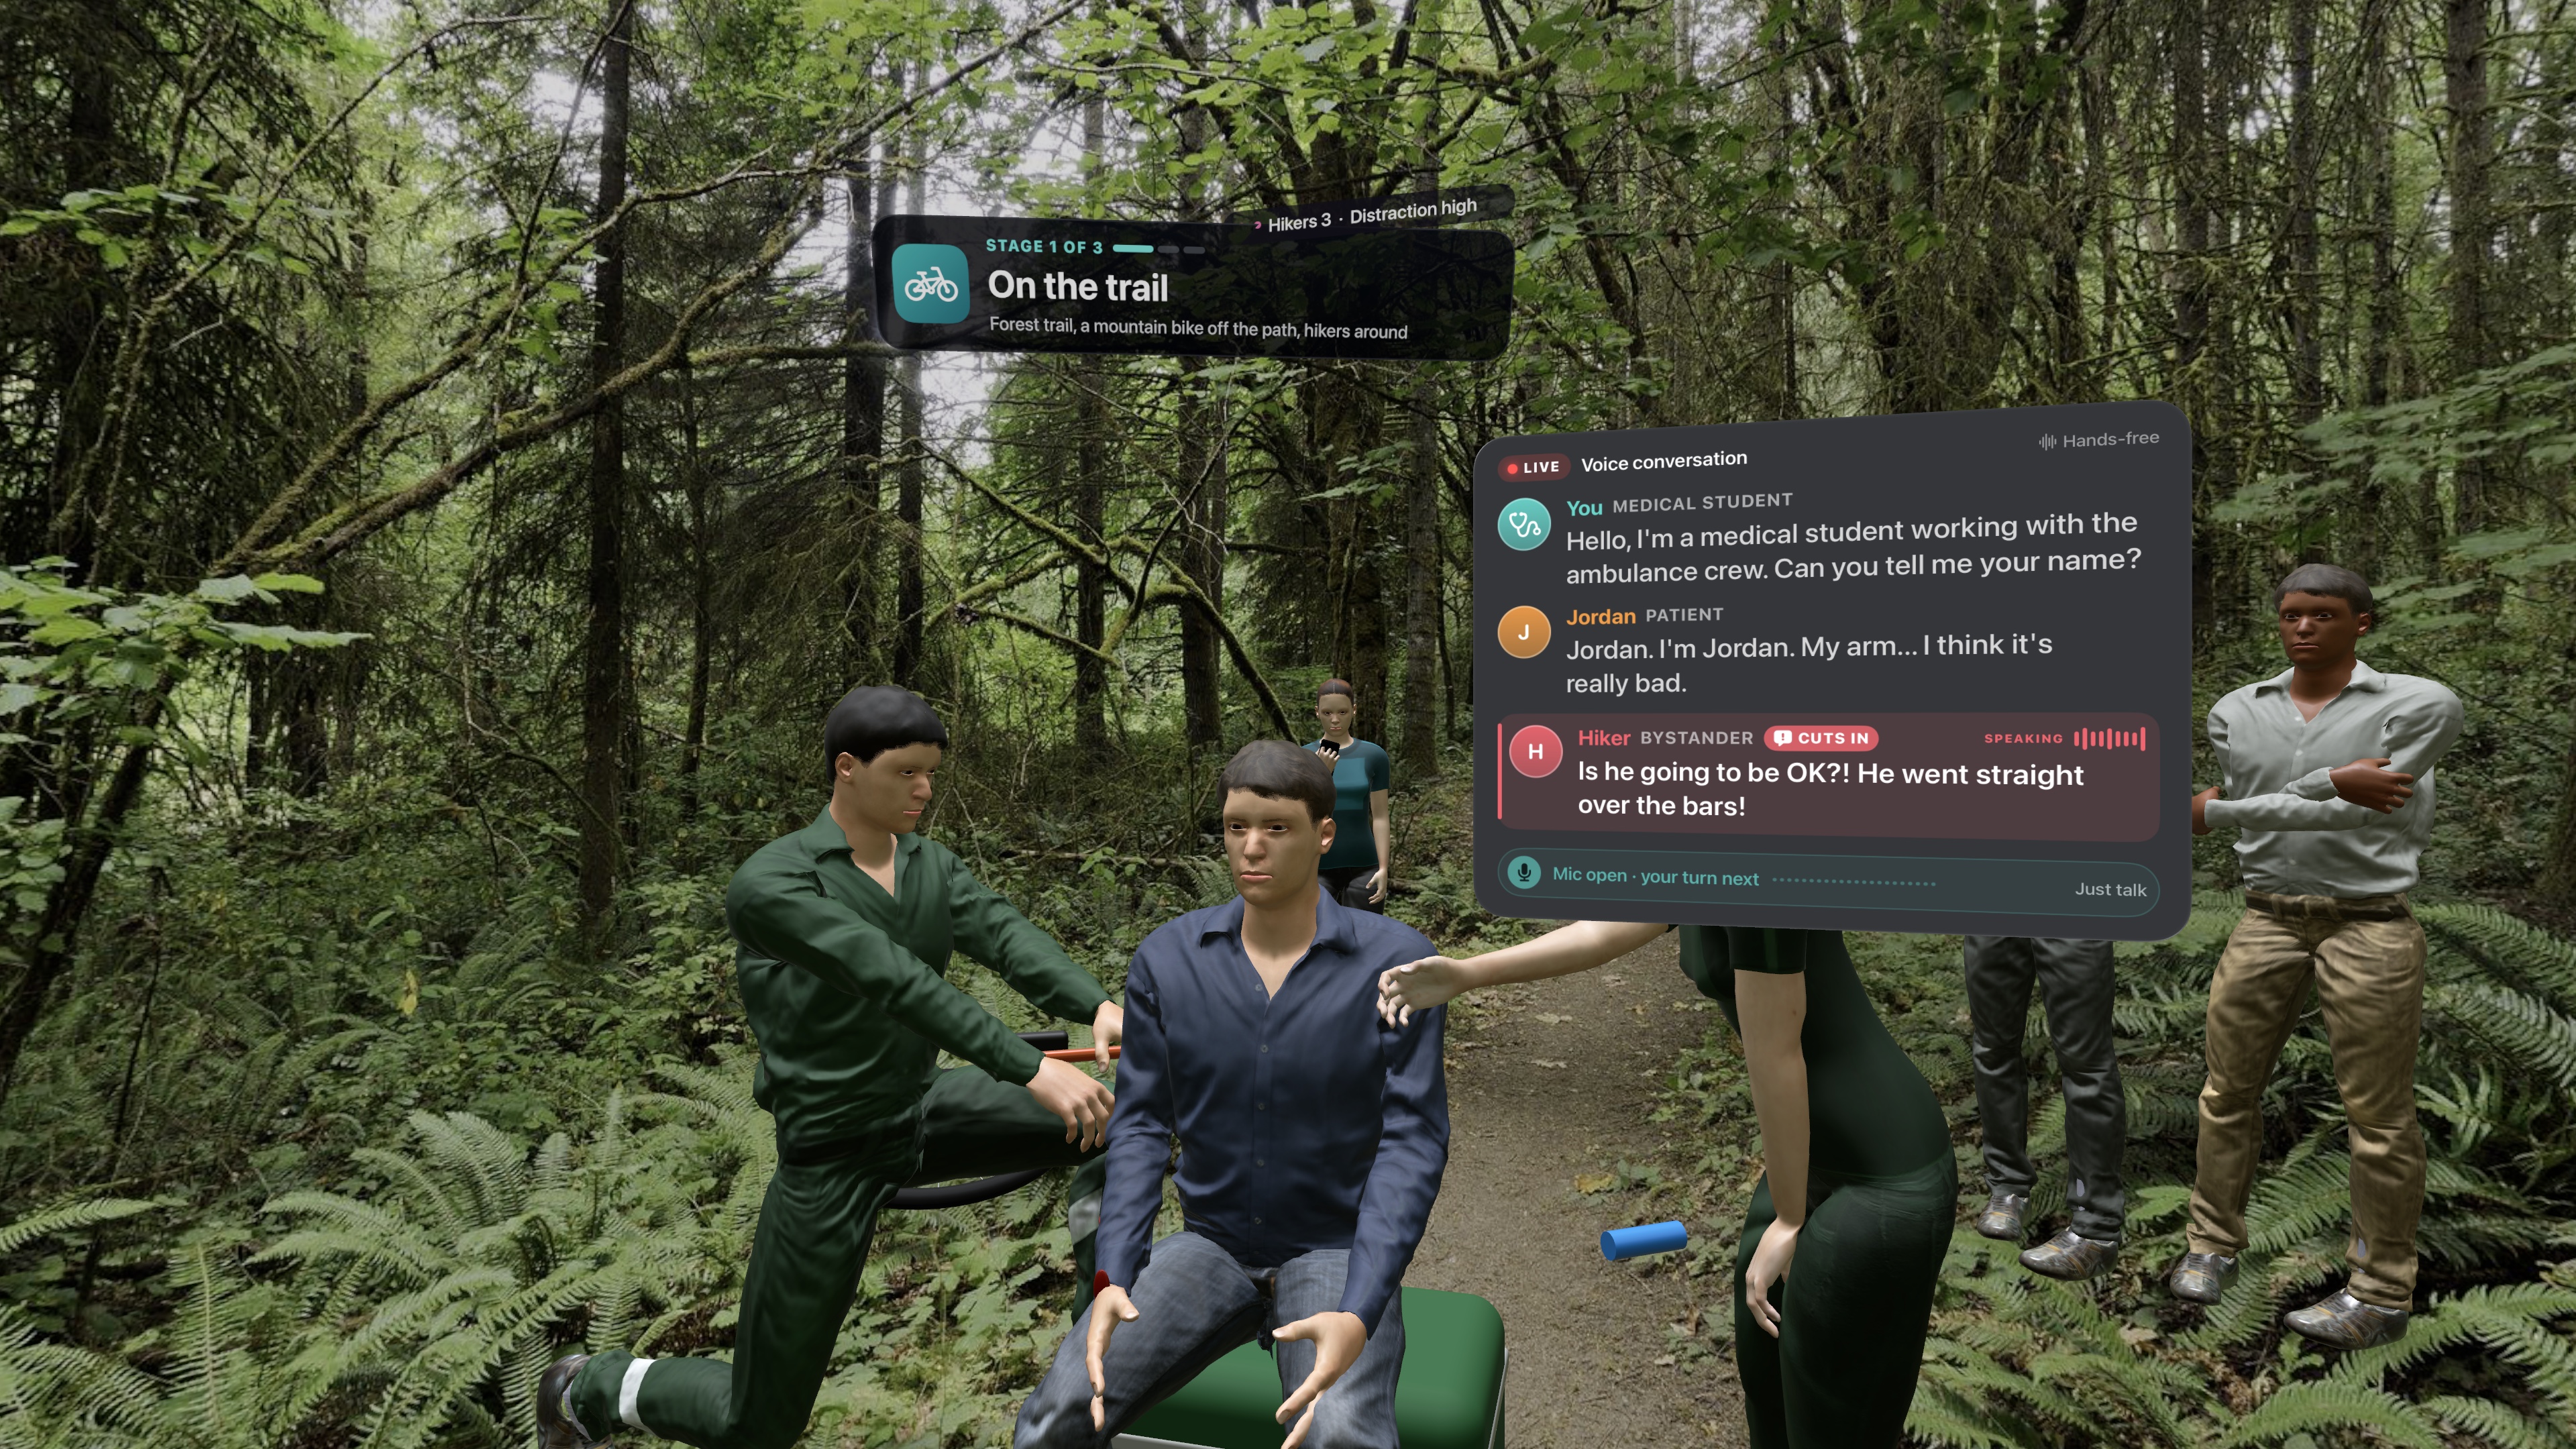 Hikers 3 · Distraction high
STAGE 1 OF 3
On the trail
Forest trail, a mountain bike off the path, hikers around
LIVE Voice conversation
Hands-free
You MEDICAL STUDENT
Hello, I'm a medical student working with the
ambulance crew. Can you tell me your name?
J
Jordan PATIENT
Jordan. I'm Jordan. My arm... I think it's
really bad.
H
Hiker BYSTANDER CUTS IN
SPEAKING
Is he going to be OK?! He went straight
over the bars!
Mic open · your turn next
Just talk